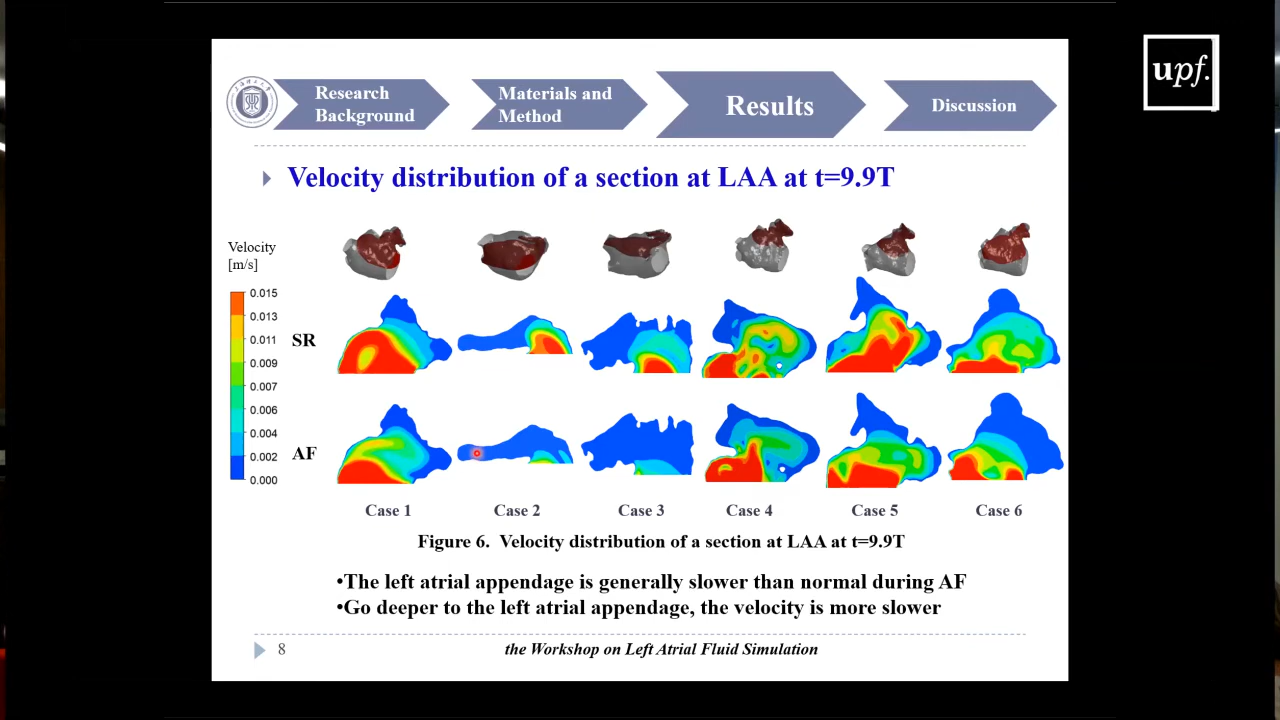 upf.
Research
Background
Materials and
Method
Results
Discussion
Velocity distribution of a section at LAA at t=9.9T
Velocity
[m/s]
0.015
0.013
0.011
0.009
0.007
0.006
0.004
0.002
0.000
SR
AF
Case 1 Case 2 Case 3 Case 4 Case 5 Case 6
Figure 6. Velocity distribution of a section at LAA at t=9.9T
•The left atrial appendage is generally slower than normal during AF
•Go deeper to the left atrial appendage, the velocity is more slower
8
the Workshop on Left Atrial Fluid Simulation